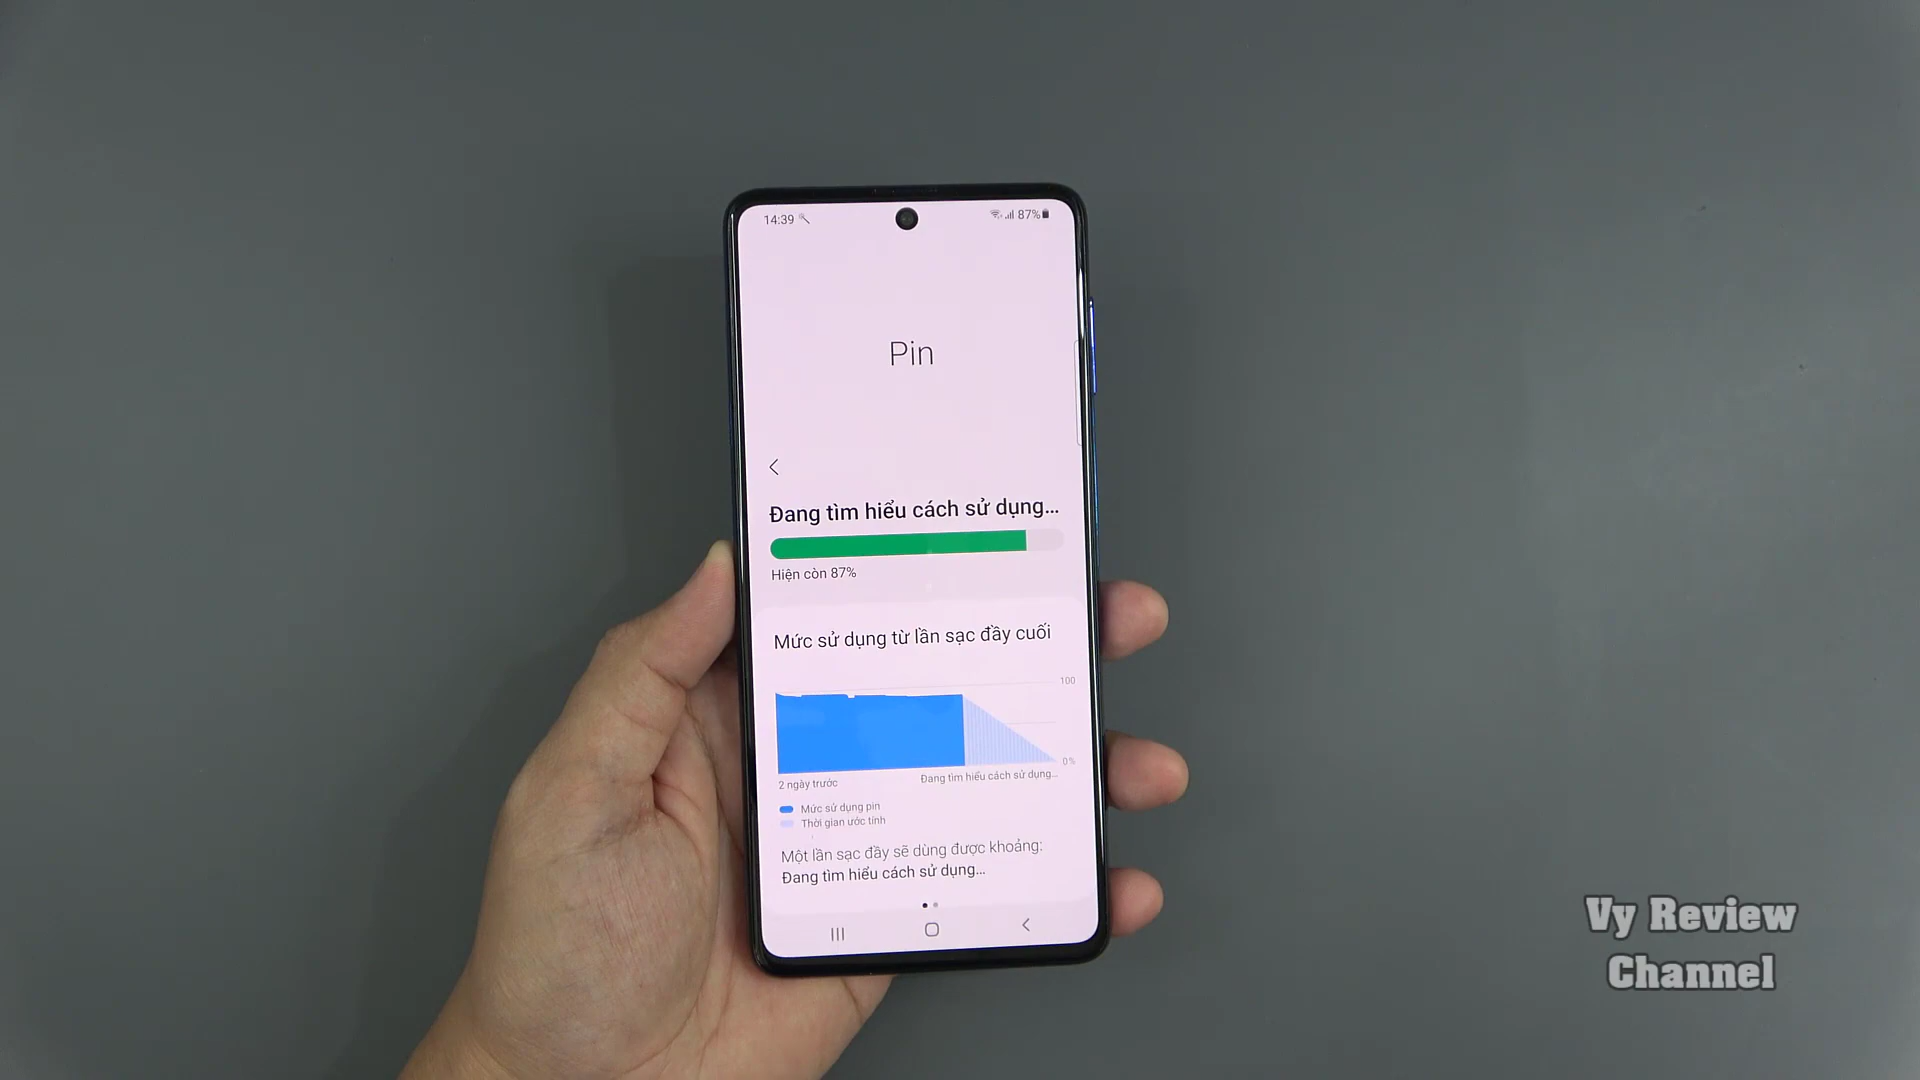 14:39
87%
Pin
Đang tìm hiểu cách sử dụng...
Hiện còn 87%
Mức sử dụng từ lần sạc đầy cuối
100
0%
2 ngày trước
Đang tìm hiểu cách sử dụng...
Mức sử dụng pin
Thời gian ước tính
Một lần sạc đầy sẽ dùng được khoảng:
Đang tìm hiểu cách sử dụng...
Vy Review
Channel